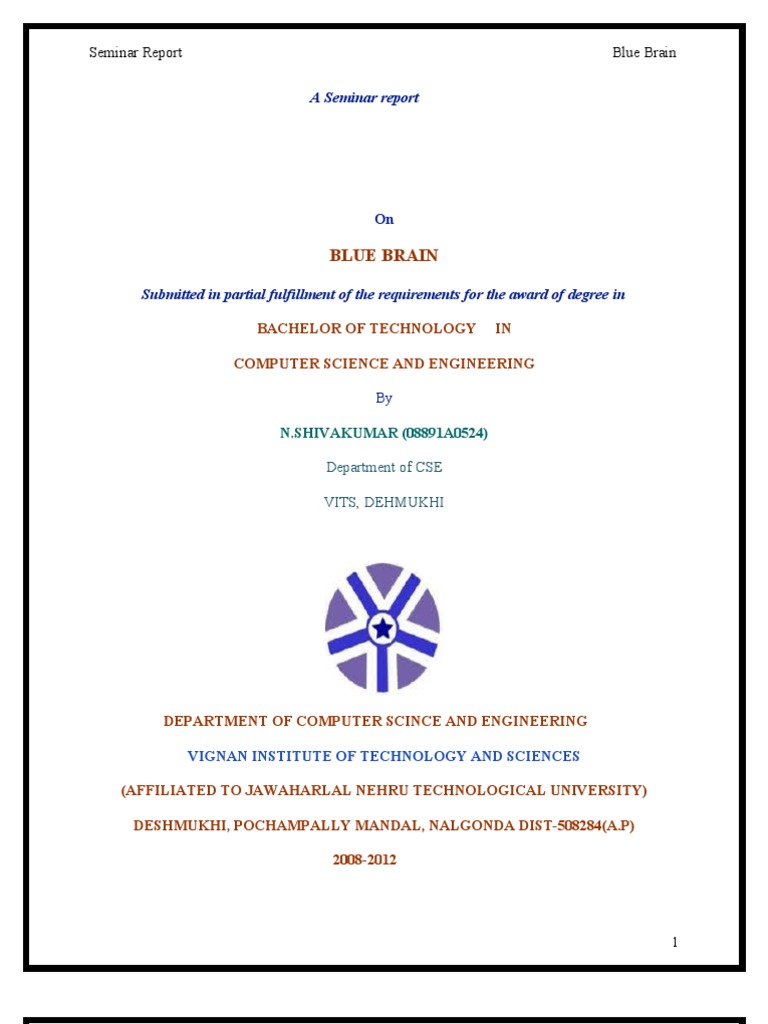 Seminar Report Blue Brain
A Seminar report
On
BLUE BRAIN
Submitted in partial fulfillment of the requirements for the award of degree in
BACHELOR OF TECHNOLOGY IN
COMPUTER SCIENCE AND ENGINEERING
By
N.SHIVAKUMAR (08891A0524)
Department of CSE
VITS, DEHMUKHI
DEPARTMENT OF COMPUTER SCINCE AND ENGINEERING
VIGNAN INSTITUTE OF TECHNOLOGY AND SCIENCES
(AFFILIATED TO JAWAHARLAL NEHRU TECHNOLOGICAL UNIVERSITY)
DESHMUKHI, POCHAMPALLY MANDAL, NALGONDA DIST-508284(A.P)
2008-2012
1